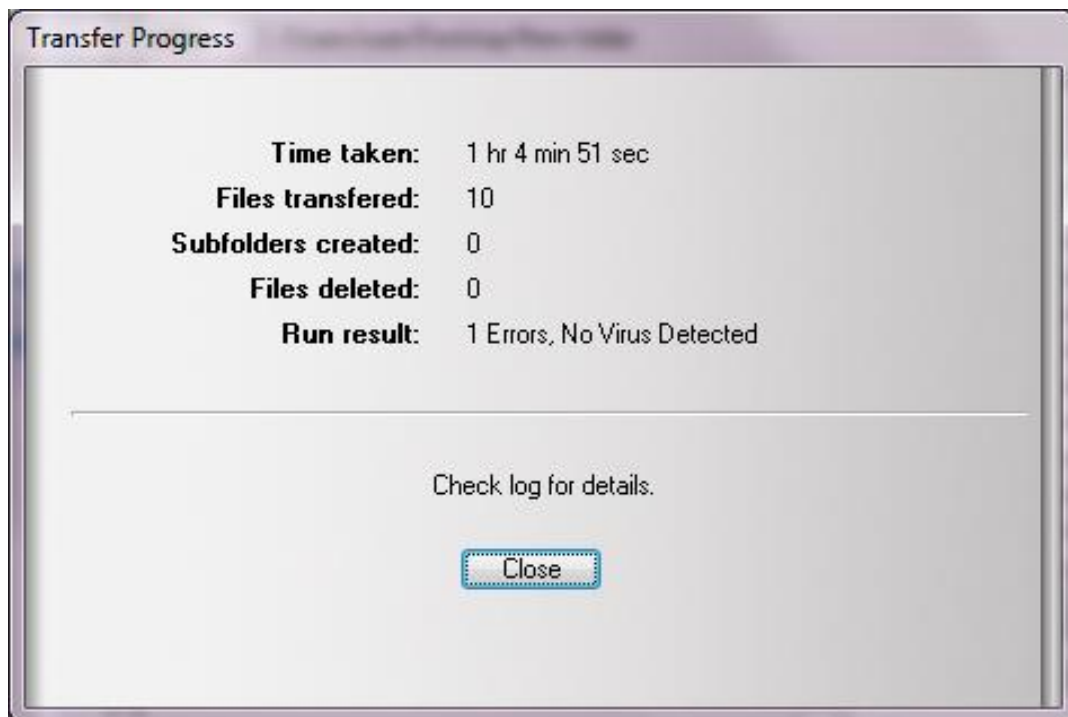 Transfer Progress
Time taken: 1 hr 4 min 51 sec
Files transfered: 10
Subfolders created: 0
Files deleted: 0
Run result: 1 Errors, No Virus Detected
Check log for details.
Close